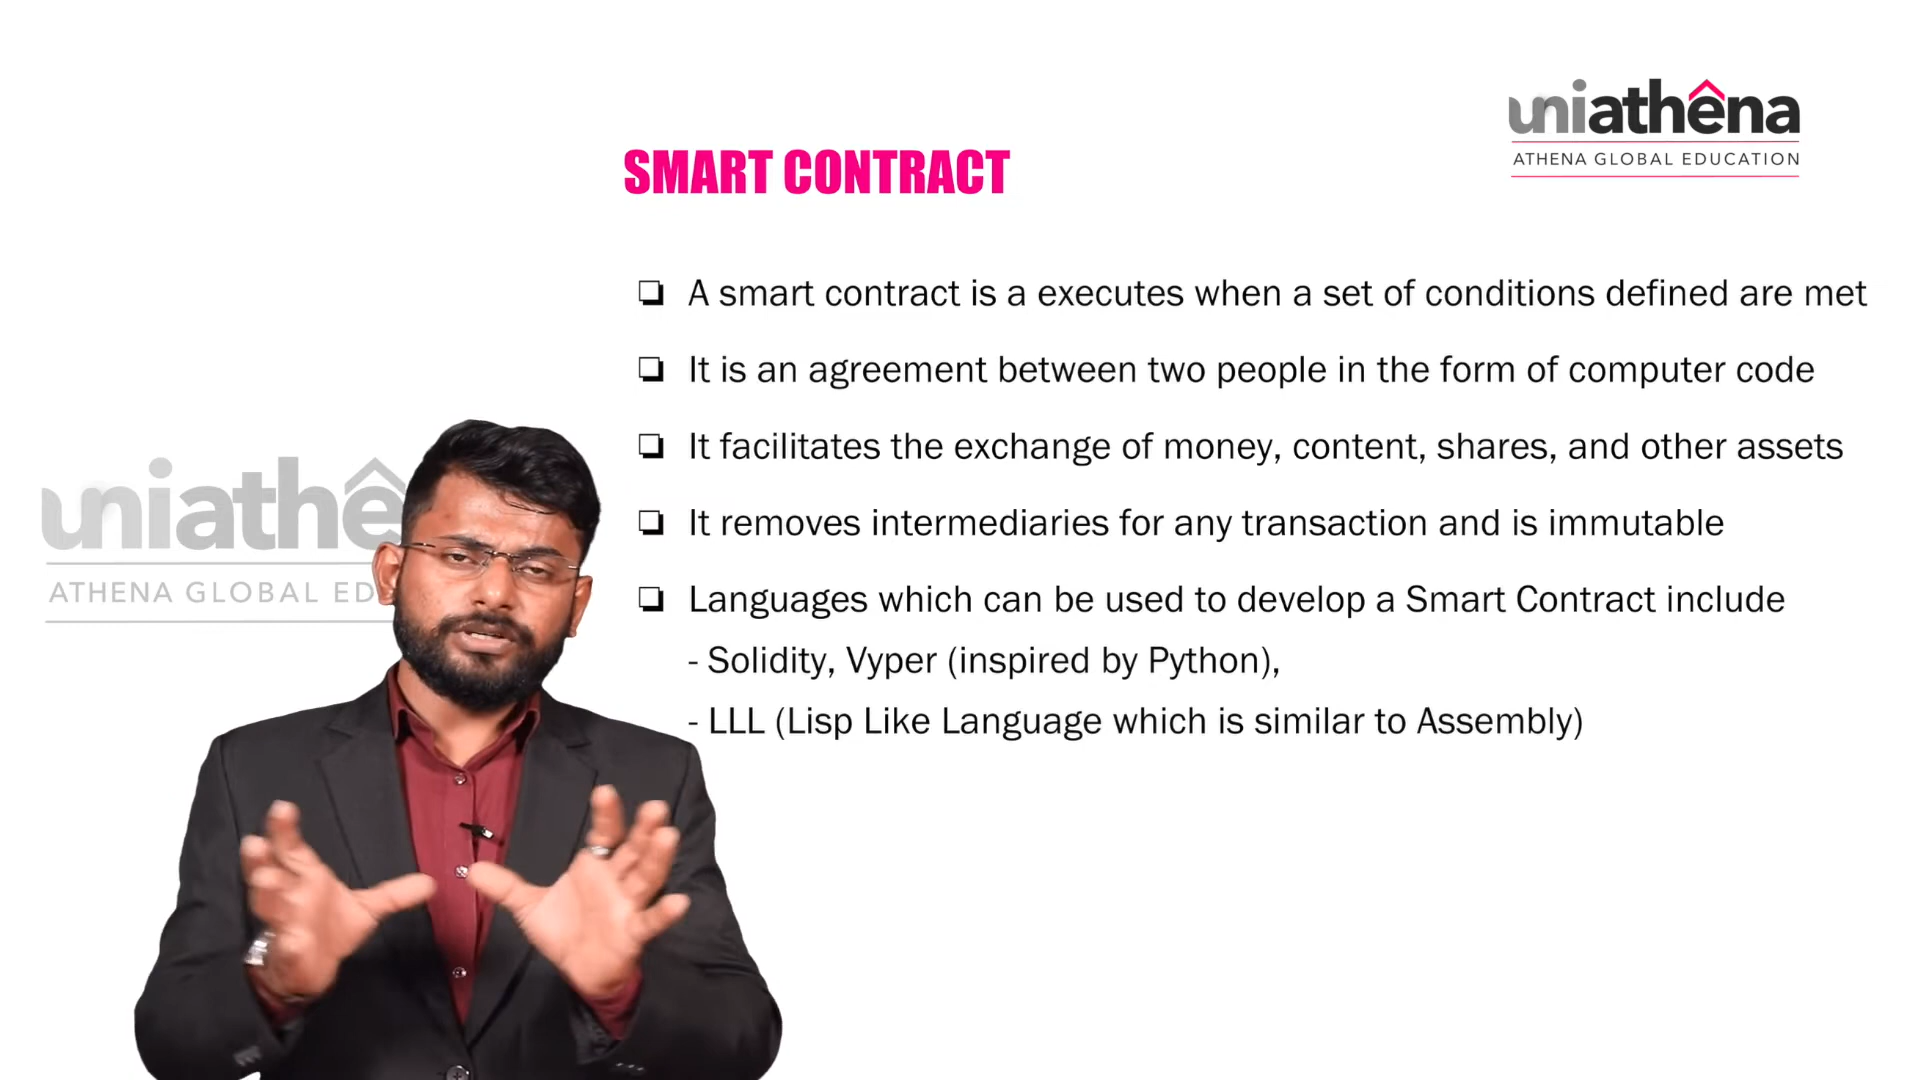 uniathena
ATHENA GLOBAL EDUCATION
SMART CONTRACT
❏ A smart contract is a executes when a set of conditions defined are met
❏ It is an agreement between two people in the form of computer code
❏ It facilitates the exchange of money, content, shares, and other assets
❏ It removes intermediaries for any transaction and is immutable
❏ Languages which can be used to develop a Smart Contract include
- Solidity, Vyper (inspired by Python),
- LLL (Lisp Like Language which is similar to Assembly)
uniathê
ATHENA GLOBAL ED